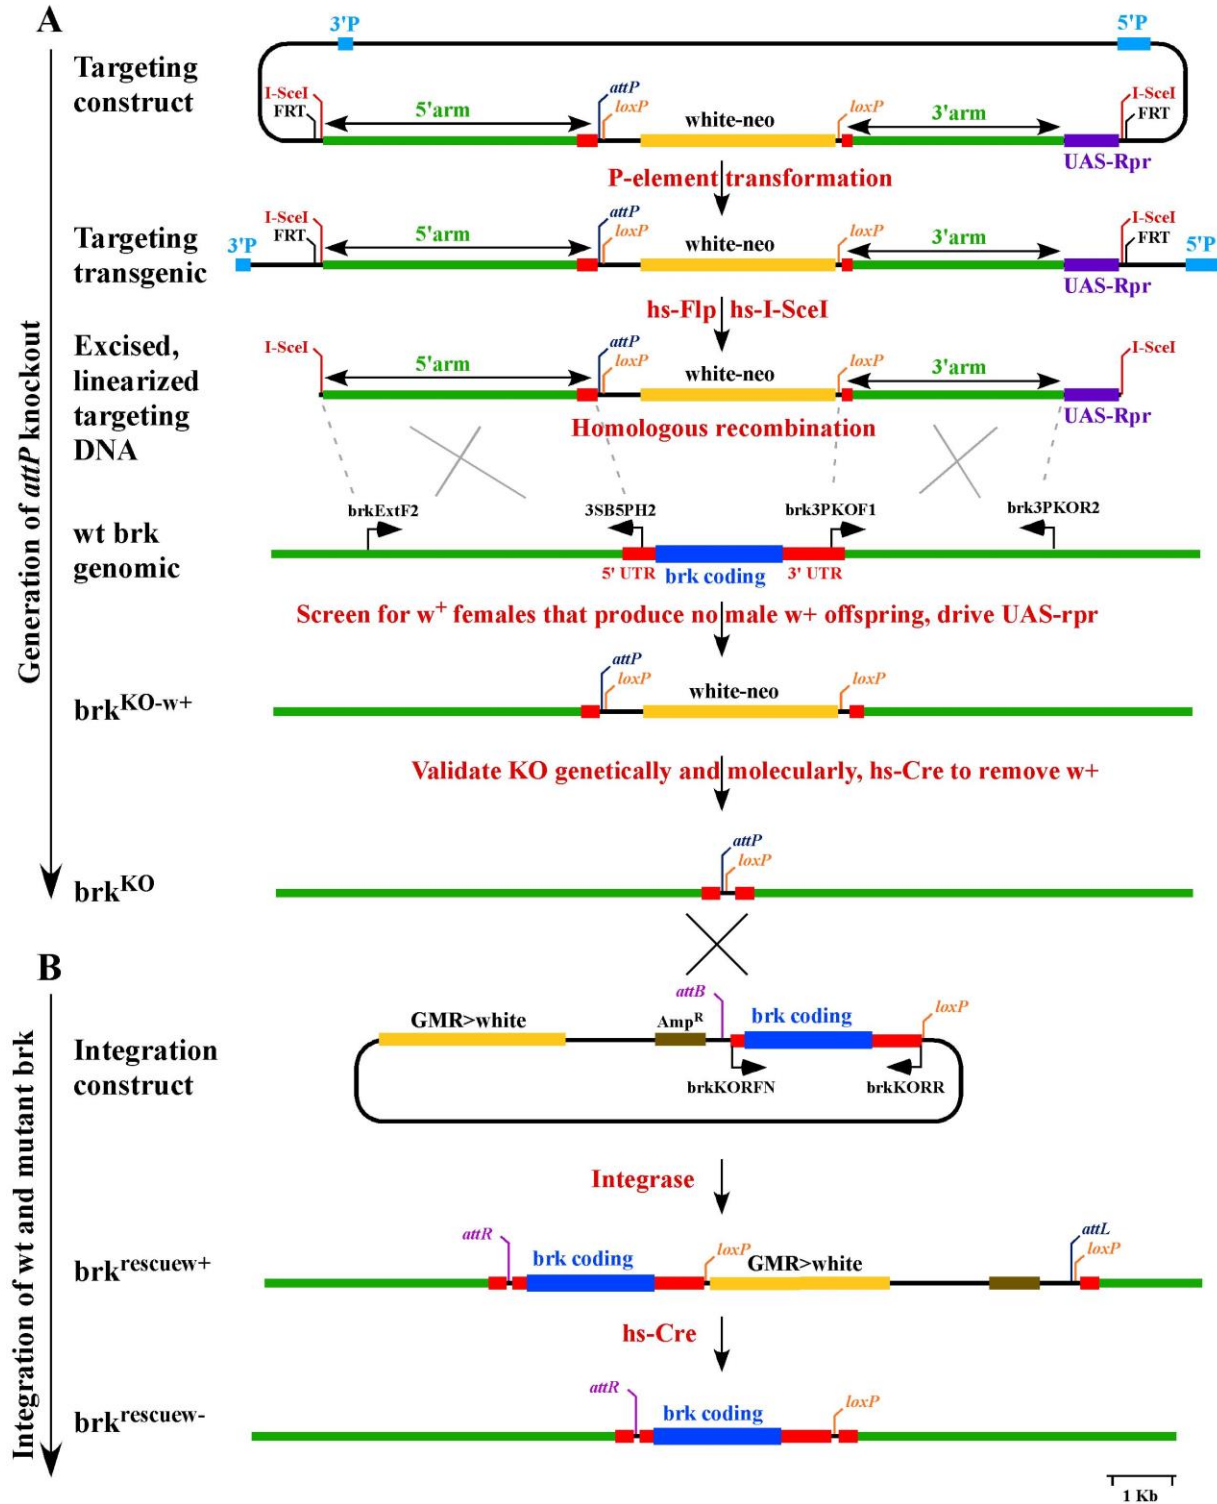 A
3'P
5'P
Targeting
construct
I-SceI
FRT
5'arm
attP
loxP
white-neo
loxP
3'arm
I-SceI
FRT
UAS-Rpr
P-element transformation
Targeting
transgenic
3'P
I-SceI
FRT
5'arm
attP
loxP
white-neo
loxP
3'arm
I-SceI
FRT
5'P
UAS-Rpr
hs-Flp hs-I-SceI
Excised,
linearized
targeting
DNA
I-SceI
5'arm
attP
loxP
white-neo
loxP
3'arm
I-SceI
UAS-Rpr
Homologous recombination
Generation of attP knockout
wt brk
genomic
brkExtF2
3SB5PH2
brk3PKOF1
brk3PKOR2
5' UTR
brk coding
3' UTR
Screen for w+ females that produce no male w+ offspring, drive UAS-rpr
brkKO-w+
attP
loxP
white-neo
loxP
Validate KO genetically and molecularly, hs-Cre to remove w+
brkKO
attP
loxP
B
Integration of wt and mutant brk
Integration
construct
GMR>white
AmpR
attB
brk coding
loxP
brkKORFN
brkKORR
Integrase
brkrescuew+
attR
brk coding
loxP
GMR>white
attL
loxP
hs-Cre
brkrescuew-
attR
brk coding
loxP
1 Kb